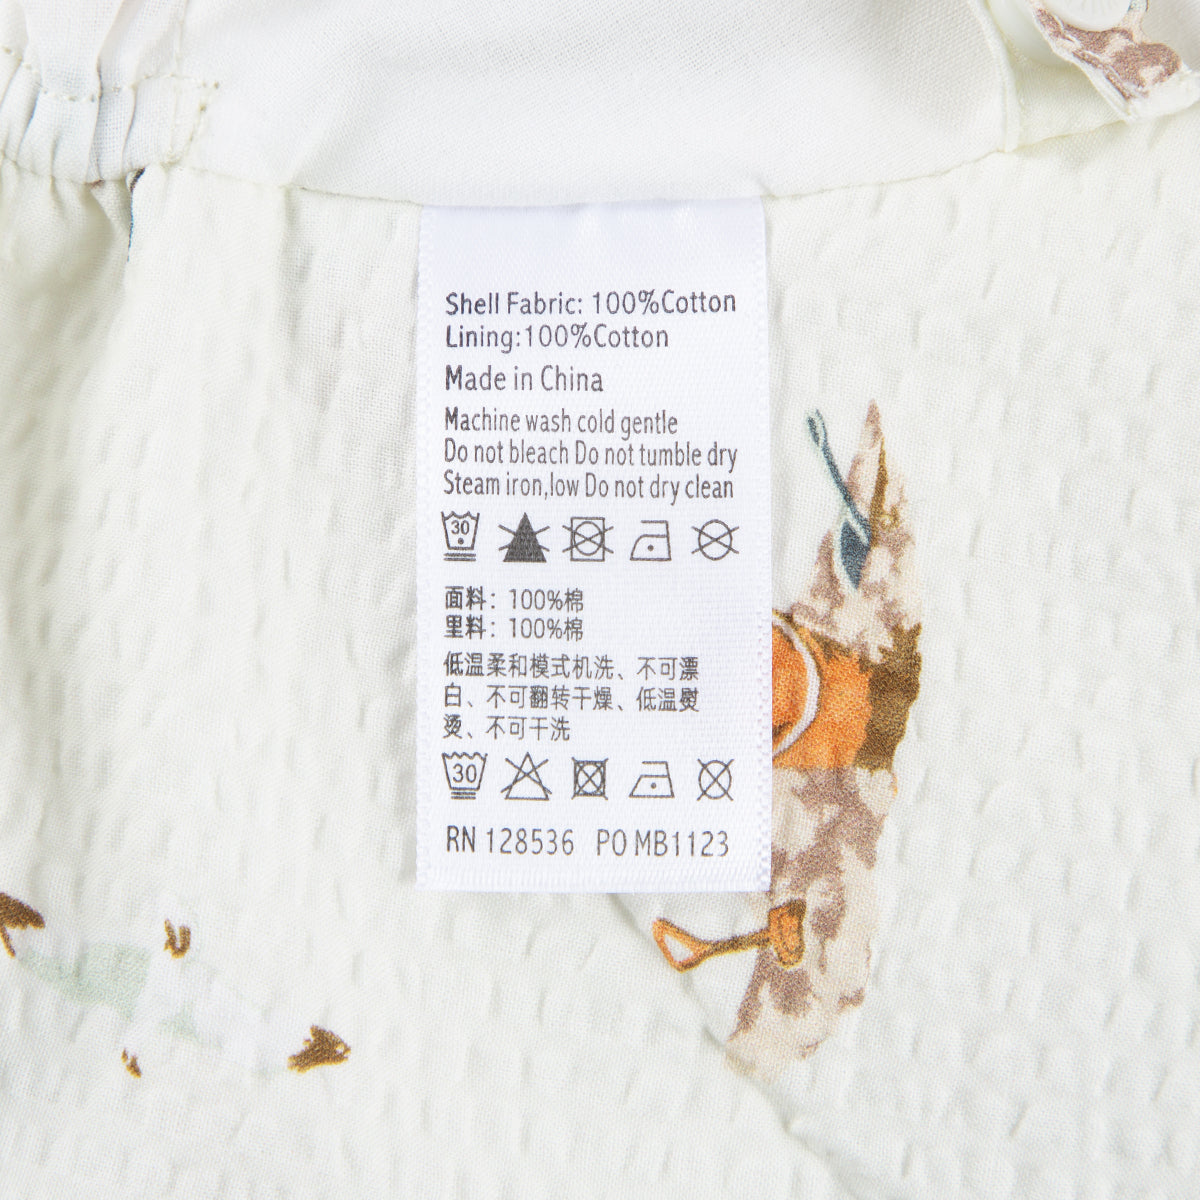 Shell Fabric: 100%Cotton
Lining:100%Cotton
Made in China
Machine wash cold gentle
Do not bleach Do not tumble dry
Steam iron,low Do not dry clean
30
面料：100%棉
里料：100%棉
低温柔和模式机洗、不可漂
白、不可翻转干燥、低温熨
烫、不可干洗
30
RN 128536 PO MB1123